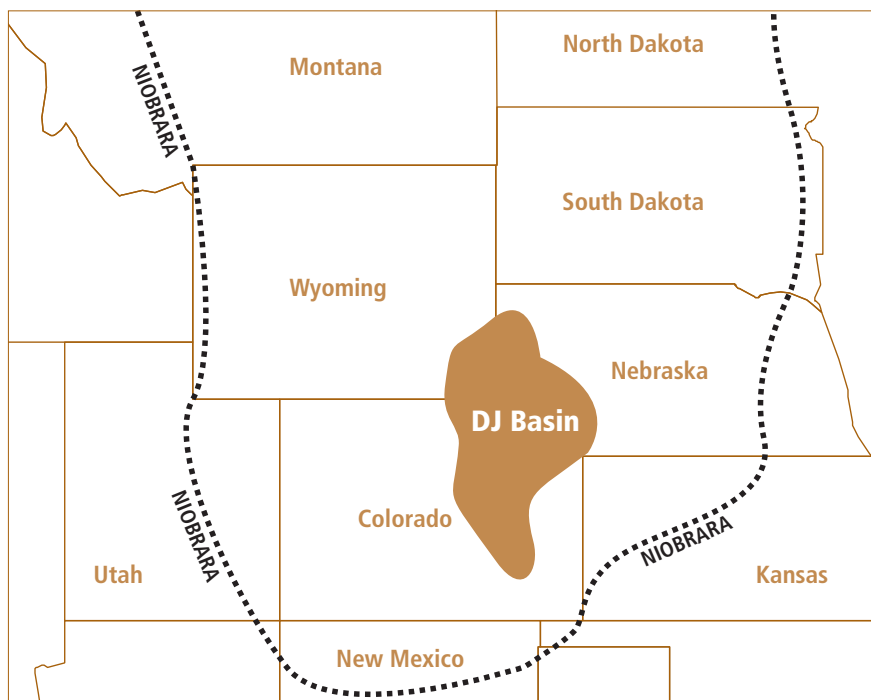 North Dakota
Montana
NIOBRARA
South Dakota
Wyoming
Nebraska
DJ Basin
Colorado
NIOBRARA
NIOBRARA
Utah
Kansas
New Mexico